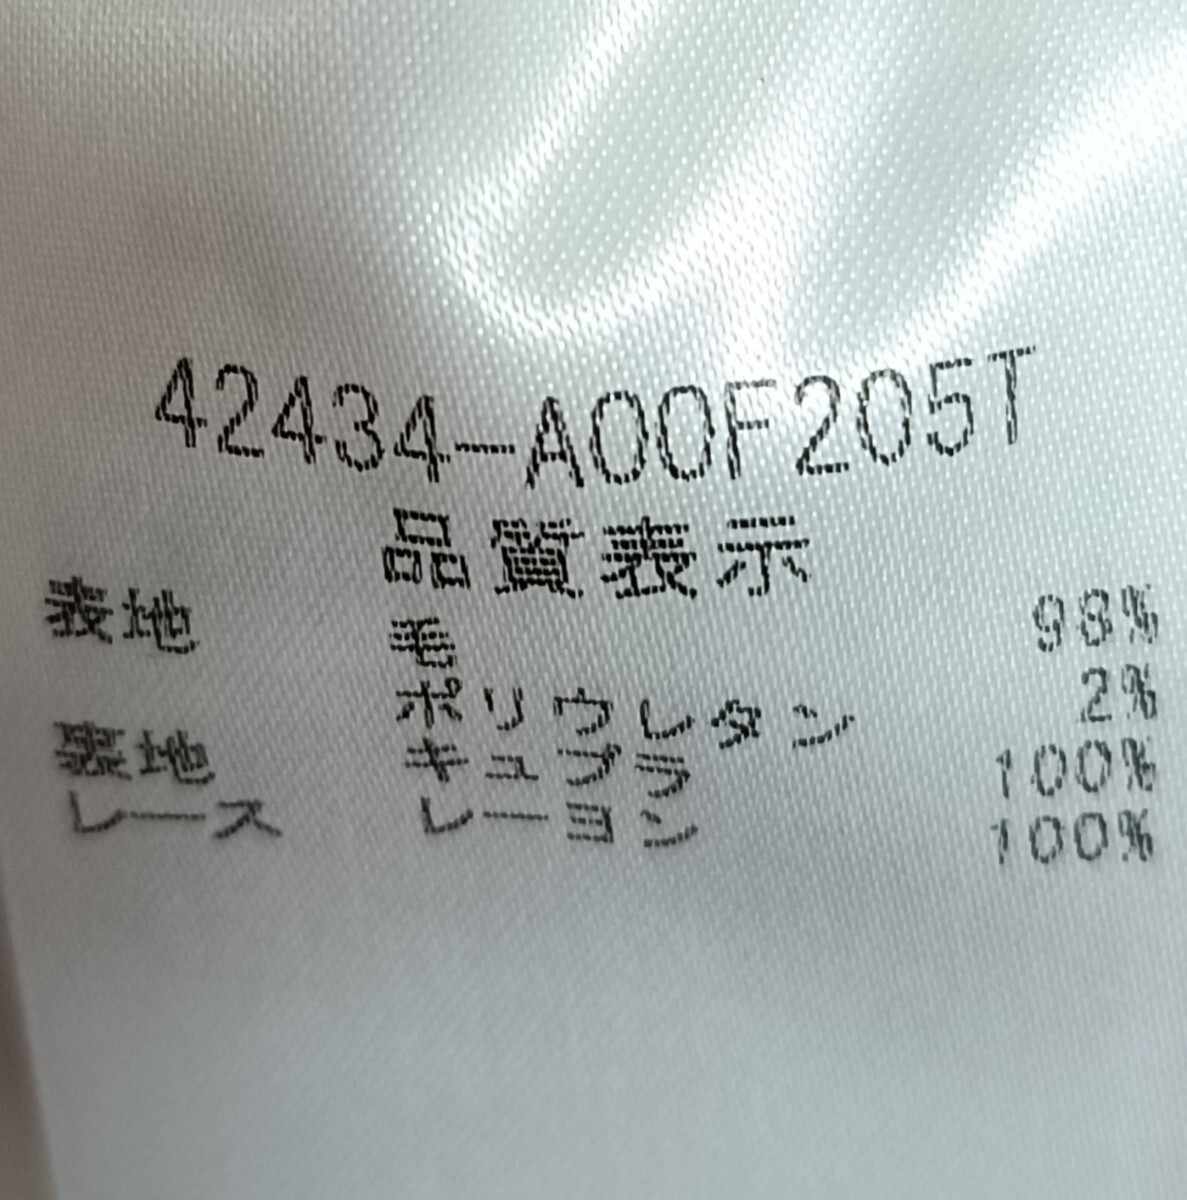 42434-A00F205T
品質表示
表地 毛 98%
ポリウレタン 2%
裏地 キュプラ 100%
レース レーヨン 100%